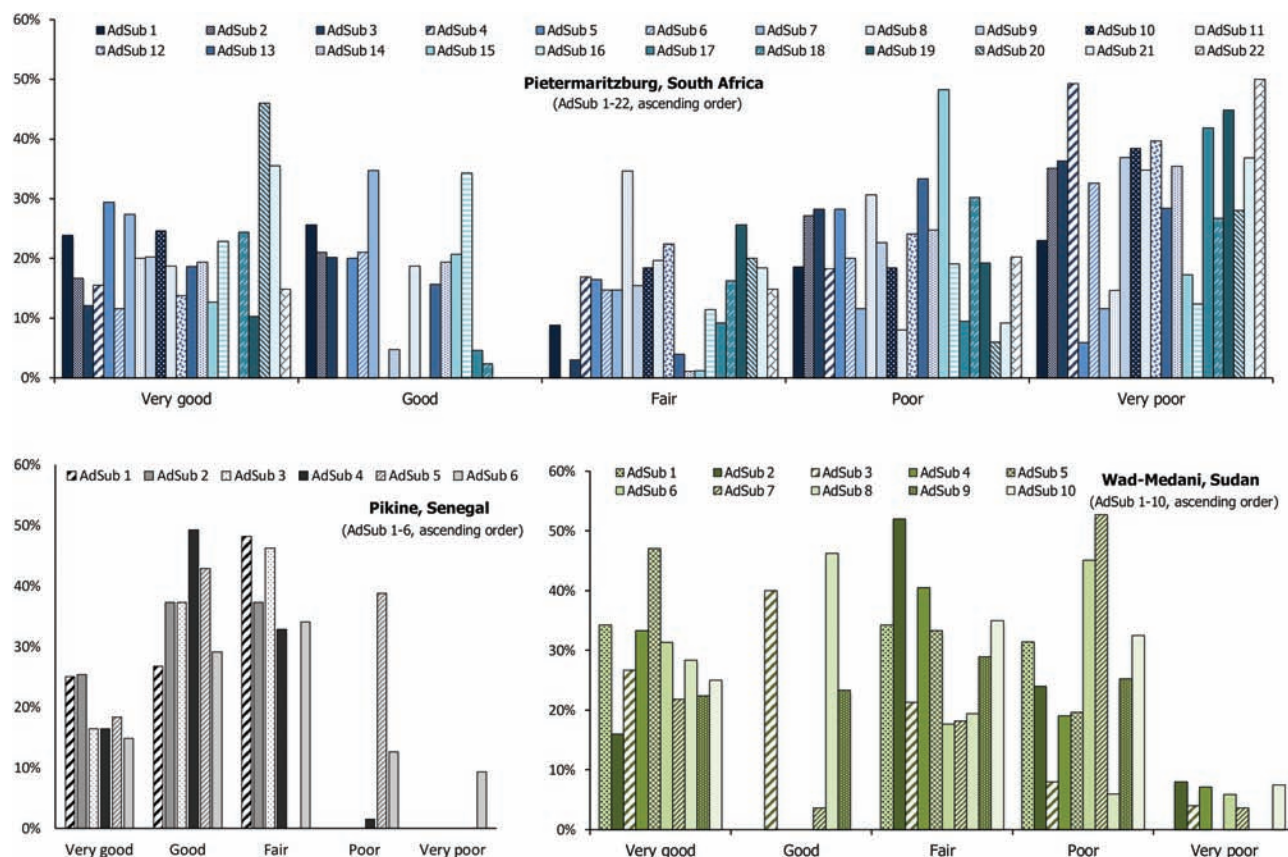 60%
AdSub 1 AdSub 2 AdSub 3 AdSub 4 AdSub 5 AdSub 6 AdSub 7 AdSub 8 AdSub 9 AdSub 10 AdSub 11
AdSub 12 AdSub 13 AdSub 14 AdSub 15 AdSub 16 AdSub 17 AdSub 18 AdSub 19 AdSub 20 AdSub 21 AdSub 22
50%
Pietermaritzburg, South Africa
(AdSub 1-22, ascending order)
40%
30%
20%
10%
0%
Very good Good Fair Poor Very poor
60%
AdSub 1 AdSub 2 AdSub 3 AdSub 4 AdSub 5 AdSub 6
Pikine, Senegal
(AdSub 1-6, ascending order)
50%
40%
30%
20%
10%
0%
Very good Good Fair Poor Very poor
60%
AdSub 1 AdSub 2 AdSub 3 AdSub 4 AdSub 5
AdSub 6 AdSub 7 AdSub 8 AdSub 9 AdSub 10
Wad-Medani, Sudan
(AdSub 1-10, ascending order)
50%
40%
30%
20%
10%
0%
Very good Good Fair Poor Very poor